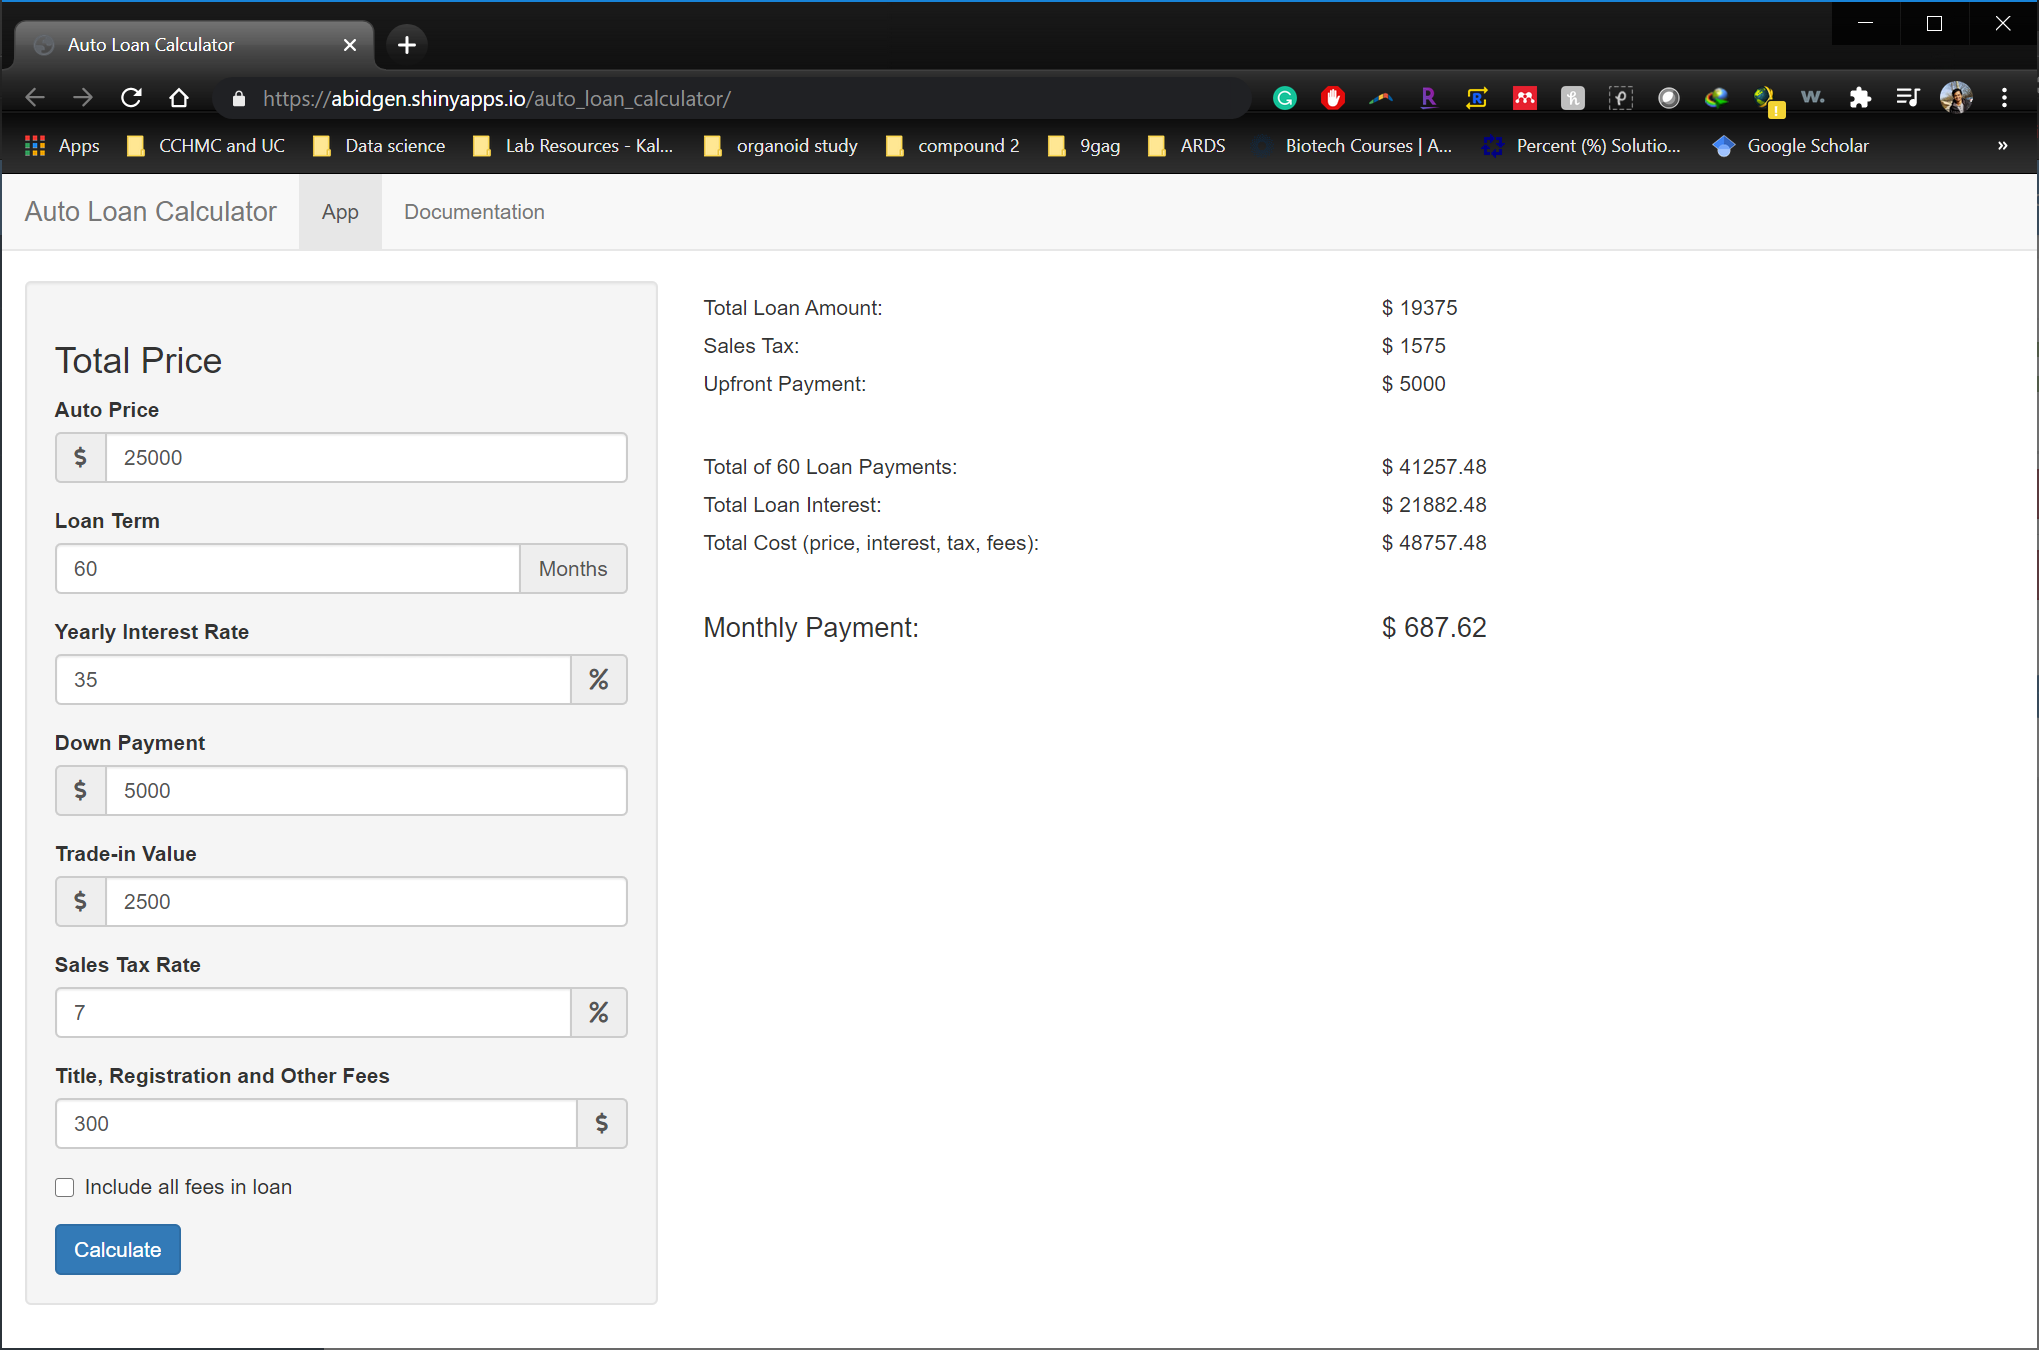 Auto Loan Calculator
https://abidgen.shinyapps.io/auto_loan_calculator/
Apps CCHMC and UC Data science Lab Resources - Kal... organoid study compound 2 9gag ARDS Biotech Courses | A... Percent (%) Solutio... Google Scholar »
Auto Loan Calculator App Documentation
Total Price
Auto Price
$ 25000
Loan Term
60 Months
Yearly Interest Rate
35 %
Down Payment
$ 5000
Trade-in Value
$ 2500
Sales Tax Rate
7 %
Title, Registration and Other Fees
300 $
Include all fees in loan
Calculate
Total Loan Amount: $ 19375
Sales Tax: $ 1575
Upfront Payment: $ 5000
Total of 60 Loan Payments: $ 41257.48
Total Loan Interest: $ 21882.48
Total Cost (price, interest, tax, fees): $ 48757.48
Monthly Payment: $ 687.62